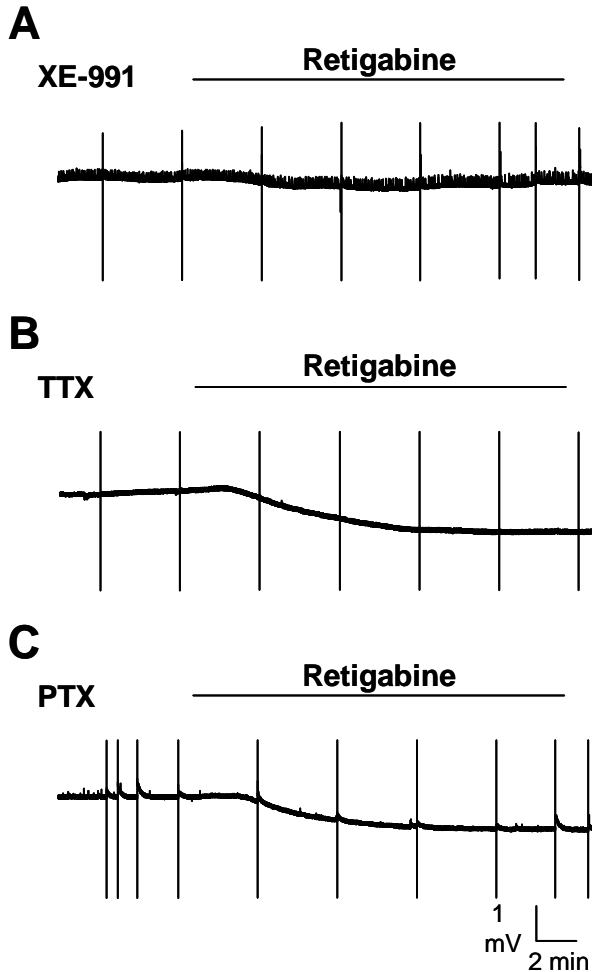 A
XE-991
Retigabine
B
TTX
Retigabine
C
PTX
Retigabine
1
mV
2 min